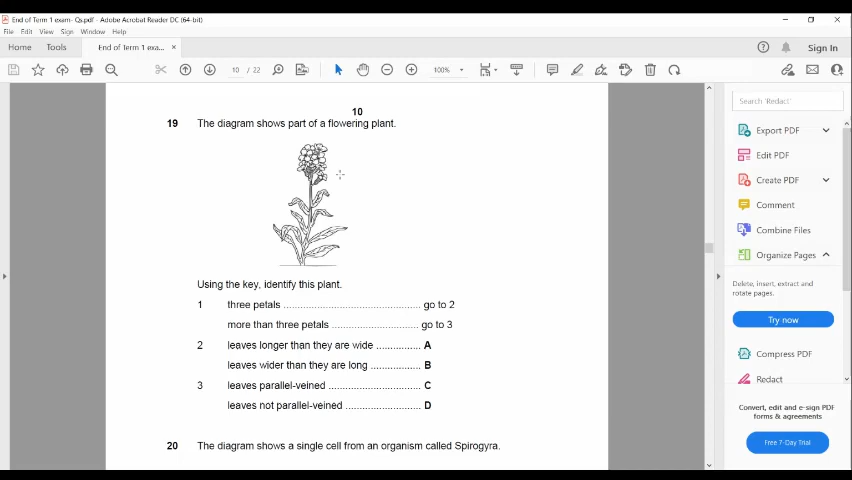 End of Term 1 exam- Qs.pdf - Adobe Acrobat Reader DC (64-bit)
File Edit View Sign Window Help
Home Tools End of Term 1 exa... × Sign In
10 / 22 100%
10
19 The diagram shows part of a flowering plant.
Using the key, identify this plant.
1 three petals ................................................ go to 2
more than three petals ............................... go to 3
2 leaves longer than they are wide ................ A
leaves wider than they are long .................. B
3 leaves parallel-veined ................................. C
leaves not parallel-veined ........................... D
20 The diagram shows a single cell from an organism called Spirogyra.
Search 'Redact'
Export PDF
Edit PDF
Create PDF
Comment
Combine Files
Organize Pages
Delete, insert, extract and
rotate pages.
Try now
Compress PDF
Redact
Convert, edit and e-sign PDF
forms & agreements
Free 7-Day Trial